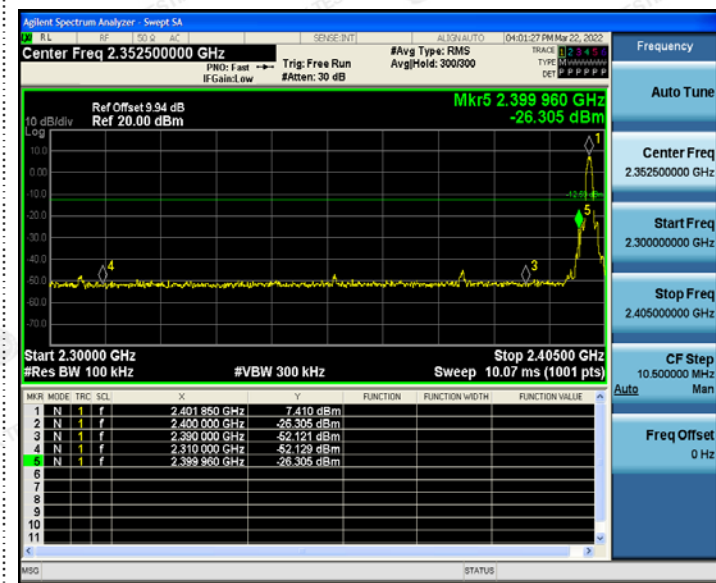 Agilent Spectrum Analyzer - Swept SA
RL RF 50 Ω AC SENSE:INT ALIGN AUTO 04:01:27 PM Mar 22, 2022
Center Freq 2.352500000 GHz
PNO: Fast
IFGain:Low
Trig: Free Run
#Atten: 30 dB
#Avg Type: RMS
Avg|Hold: 300/300
TRACE 1 2 3 4 5 6
TYPE M
DET P P P P P P
Frequency
Auto Tune
Center Freq
2.352500000 GHz
Start Freq
2.300000000 GHz
Stop Freq
2.405000000 GHz
CF Step
10.500000 MHz
Auto Man
Freq Offset
0 Hz
Ref Offset 9.94 dB
10 dB/div Ref 20.00 dBm
Log
Mkr5 2.399 960 GHz
-26.305 dBm
10.0
0.00
-10.0
-20.0
-30.0
-40.0
-50.0
-60.0
-70.0
1
5
4
3
Start 2.30000 GHz Stop 2.40500 GHz
#Res BW 100 kHz #VBW 300 kHz Sweep 10.07 ms (1001 pts)
MKR MODE TRC SCL X Y FUNCTION FUNCTION WIDTH FUNCTION VALUE
1 N 1 f 2.401 850 GHz 7.410 dBm
2 N 1 f 2.400 000 GHz -26.305 dBm
3 N 1 f 2.390 000 GHz -52.121 dBm
4 N 1 f 2.310 000 GHz -52.129 dBm
5 N 1 f 2.399 960 GHz -26.305 dBm
6
7
8
9
10
11
MSG STATUS